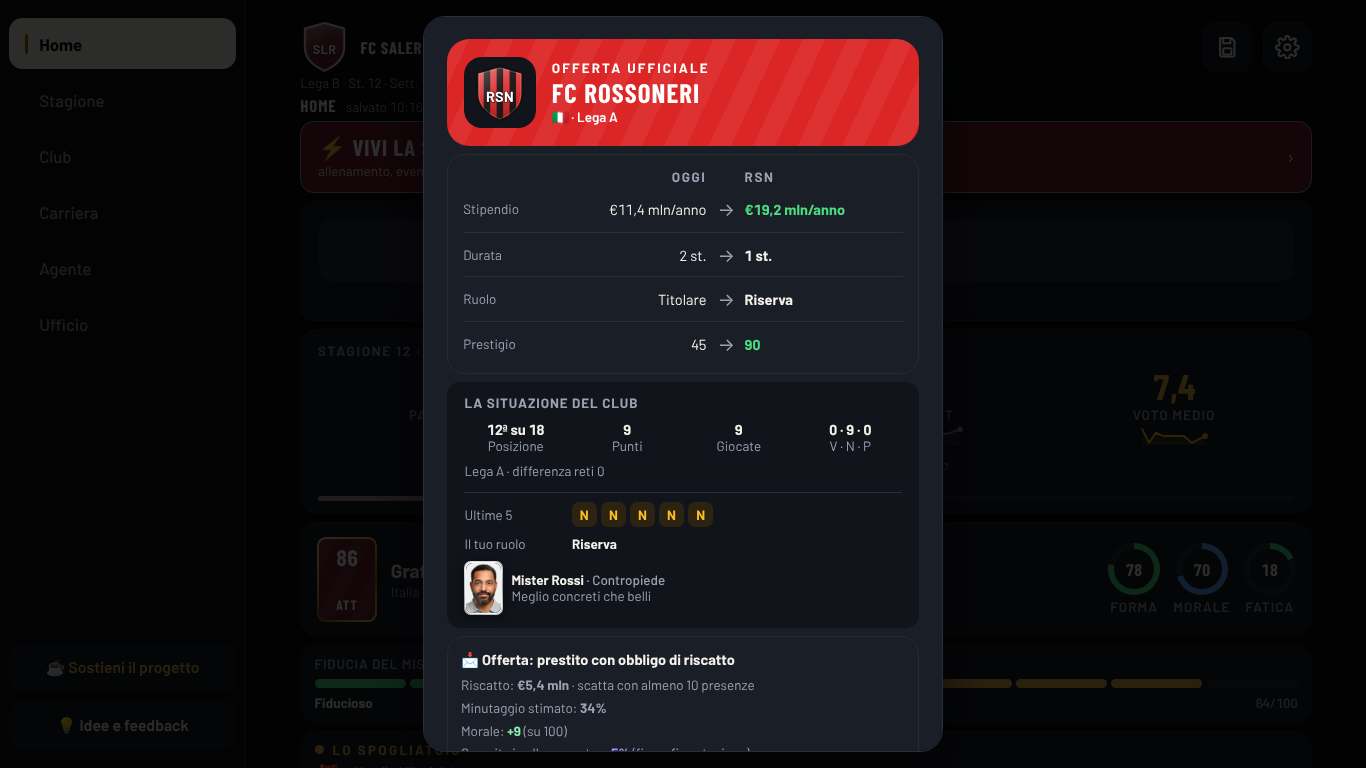 Home
Stagione
Club
Carriera
Agente
Ufficio
☕ Sostieni il progetto
💡 Idee e feedback
SLR
FC SALER
Lega B · St. 12 · Sett.
HOME salvato 10:16
⚡ VIVI LA
allenamento, even
STAGIONE 12
7,4
VOTO MEDIO
86
ATT
Graf
Italia
78
FORMA
70
MORALE
18
FATICA
FIDUCIA DEL MIS
Fiducioso
64/100
LO SPOGLIATOIO
RSN
OFFERTA UFFICIALE
FC ROSSONERI
🇮🇹 · Lega A
OGGI RSN
Stipendio €11,4 mln/anno → €19,2 mln/anno
Durata 2 st. → 1 st.
Ruolo Titolare → Riserva
Prestigio 45 → 90
LA SITUAZIONE DEL CLUB
12ª su 18 9 9 0 · 9 · 0
Posizione Punti Giocate V · N · P
Lega A · differenza reti 0
Ultime 5 N N N N N
Il tuo ruolo Riserva
Mister Rossi · Contropiede
Meglio concreti che belli
📩 Offerta: prestito con obbligo di riscatto
Riscatto: €5,4 mln · scatta con almeno 10 presenze
Minutaggio stimato: 34%
Morale: +9 (su 100)